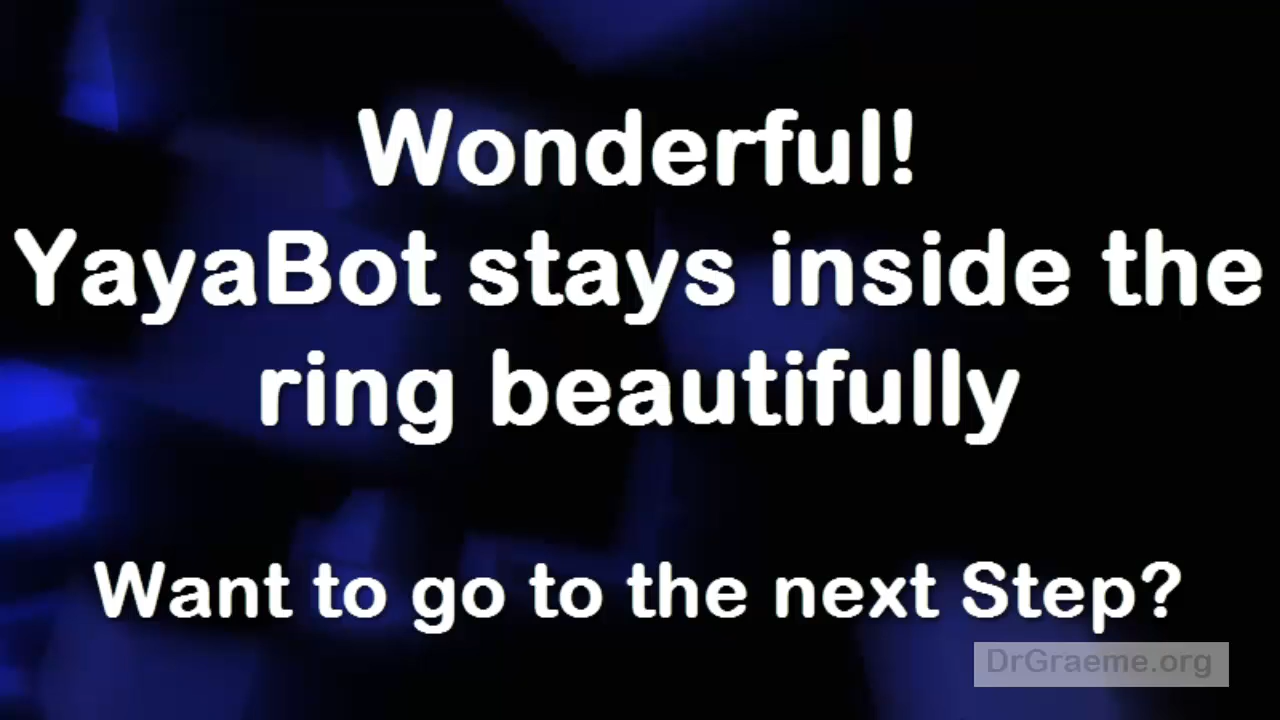 Wonderful!
YayaBot stays inside the
ring beautifully
Want to go to the next Step?
DrGraeme.org